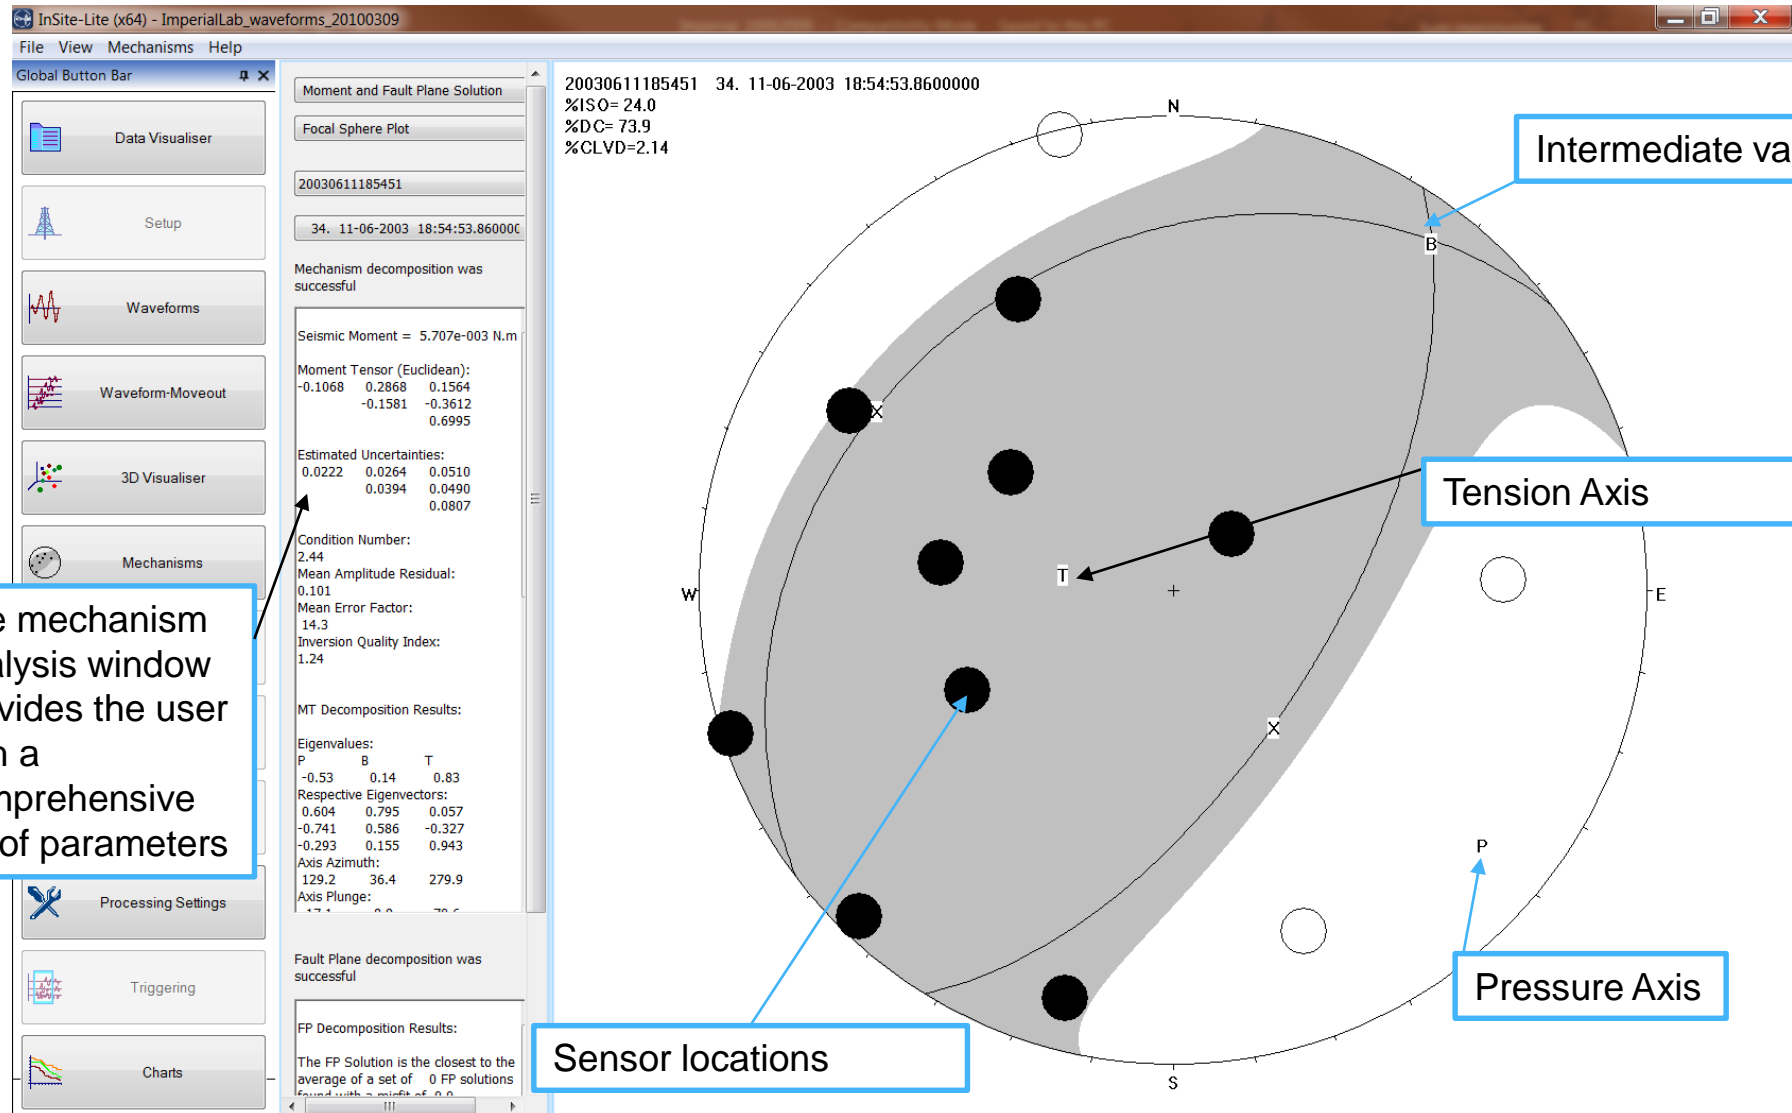 InSite-Lite (x64) - ImperialLab_waveforms_20100309
File View Mechanisms Help
Global Button Bar
Data Visualiser
Setup
Waveforms
Waveform-Moveout
3D Visualiser
Mechanisms
Processing Settings
Triggering
Charts
Moment and Fault Plane Solution
Focal Sphere Plot
20030611185451
34. 11-06-2003 18:54:53.860000
Mechanism decomposition was
successful
Seismic Moment = 5.707e-003 N.m
Moment Tensor (Euclidean):
-0.1068 0.2868 0.1564
-0.1581 -0.3612
0.6995
Estimated Uncertainties:
0.0222 0.0264 0.0510
0.0394 0.0490
0.0807
Condition Number:
2.44
Mean Amplitude Residual:
0.101
Mean Error Factor:
14.3
Inversion Quality Index:
1.24
MT Decomposition Results:
Eigenvalues:
P B T
-0.53 0.14 0.83
Respective Eigenvectors:
0.604 0.795 0.057
-0.741 0.586 -0.327
-0.293 0.155 0.943
Axis Azimuth:
129.2 36.4 279.9
Axis Plunge:
Fault Plane decomposition was
successful
FP Decomposition Results:
The FP Solution is the closest to the
average of a set of 0 FP solutions
found with a misfit of 0.0
e mechanism
alysis window
vides the user
h a
mprehensive
of parameters
20030611185451 34. 11-06-2003 18:54:53.8600000
%ISO= 24.0
%DC= 73.9
%CLVD=2.14
N
Intermediate va
B
X
Tension Axis
T
W
E
X
P
Pressure Axis
Sensor locations
S